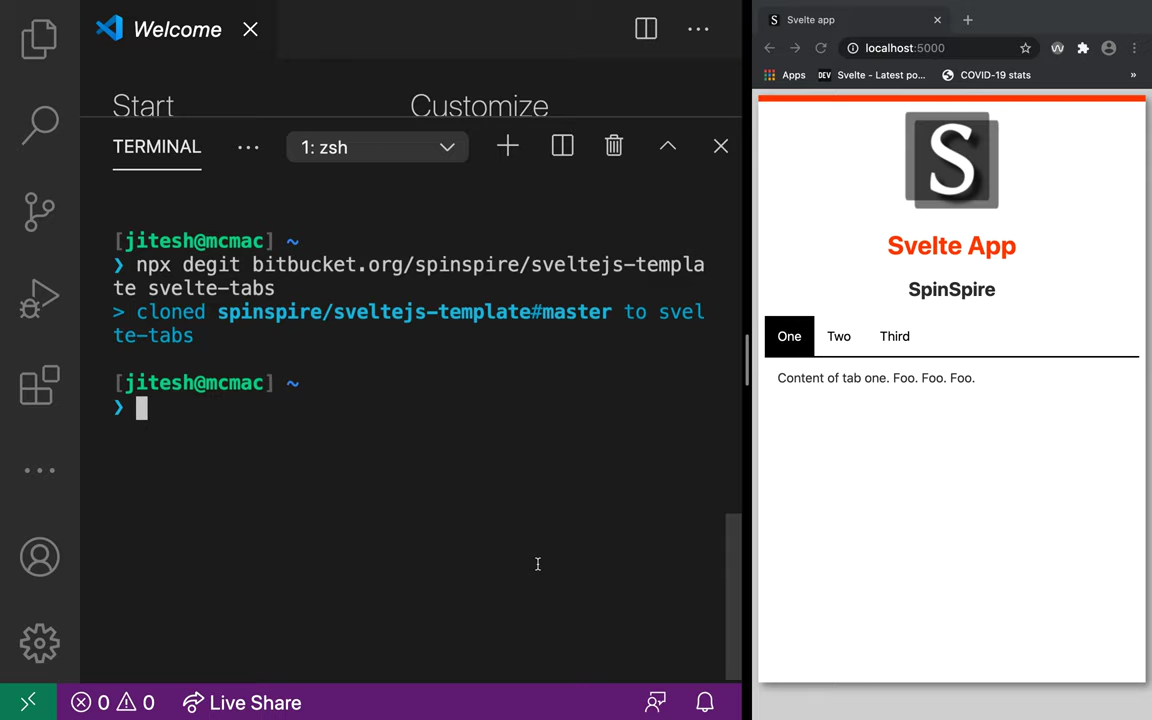 Welcome
Start
Customize
TERMINAL
1: zsh
[jitesh@mcmac] ~
❯ npx degit bitbucket.org/spinspire/sveltejs-templa
te svelte-tabs
> cloned spinspire/sveltejs-template#master to svel
te-tabs
[jitesh@mcmac] ~
❯
0 0
Live Share
S Svelte app
localhost:5000
Apps
DEV Svelte - Latest po...
COVID-19 stats
»
S
Svelte App
SpinSpire
One Two Third
Content of tab one. Foo. Foo. Foo.